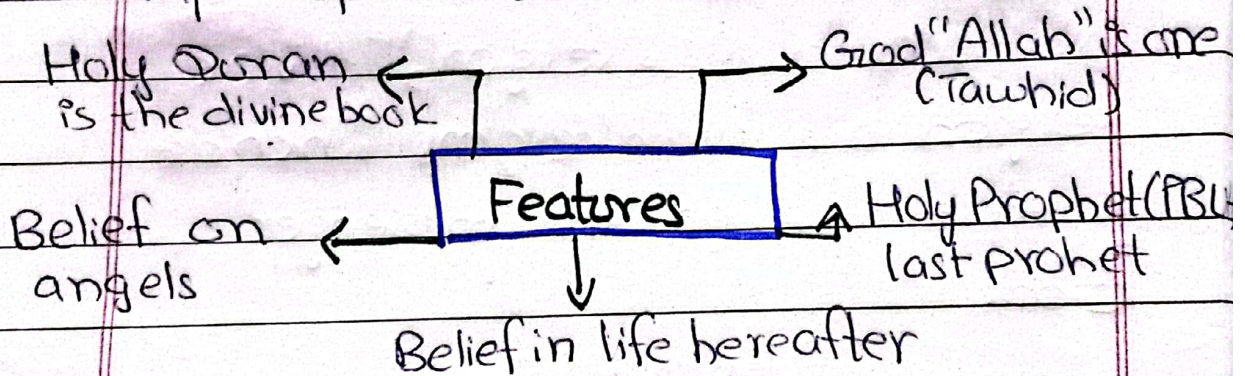 Holy Quran
is the divine book
God "Allah" is one
(Tawhid)
Features
Belief on
angels
Holy Prophet (PBU
last prohet
Belief in life hereafter